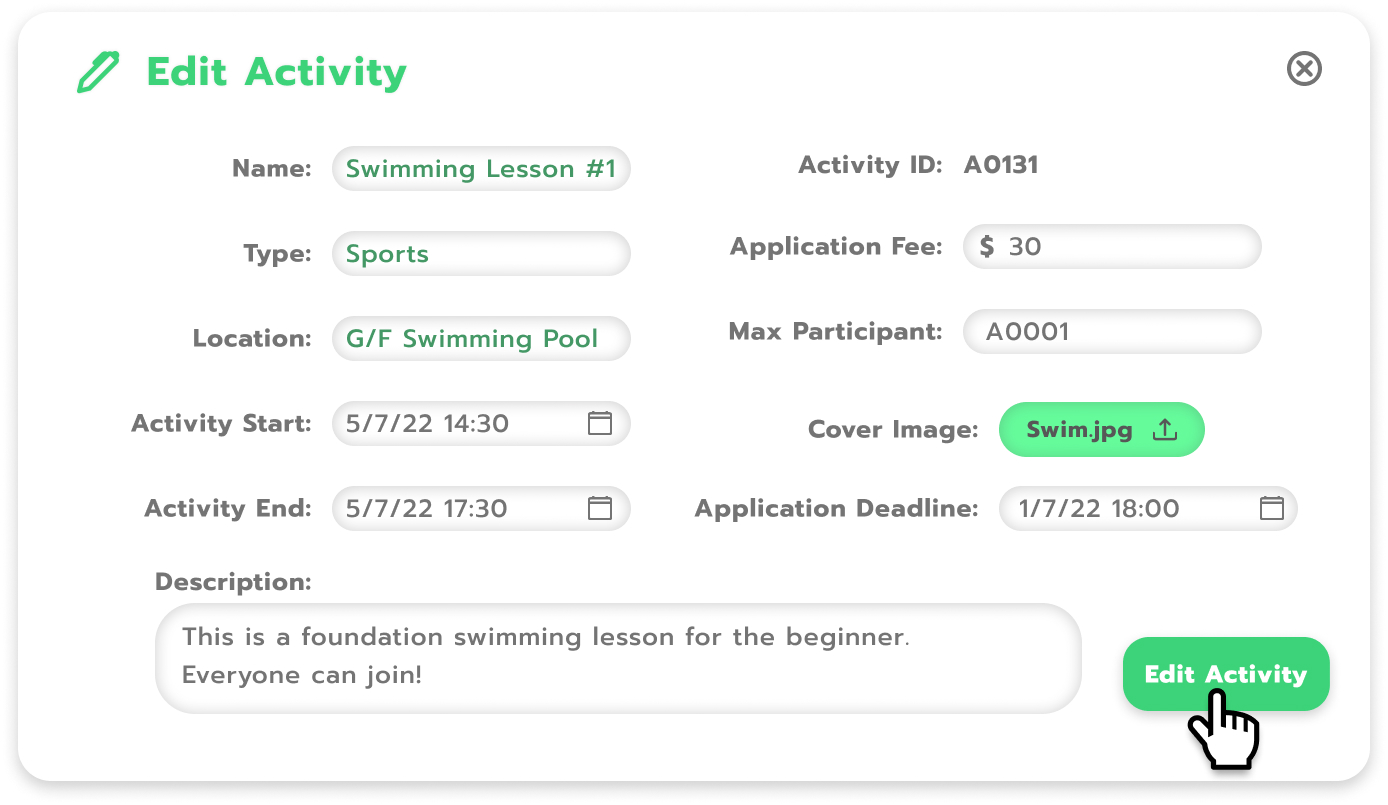 Edit Activity
Name: Swimming Lesson #1
Activity ID: A0131
Type: Sports
Application Fee: $ 30
Location: G/F Swimming Pool
Max Participant: A0001
Activity Start: 5/7/22 14:30
Cover Image: Swim.jpg
Activity End: 5/7/22 17:30
Application Deadline: 1/7/22 18:00
Description:
This is a foundation swimming lesson for the beginner.
Everyone can join!
Edit Activity